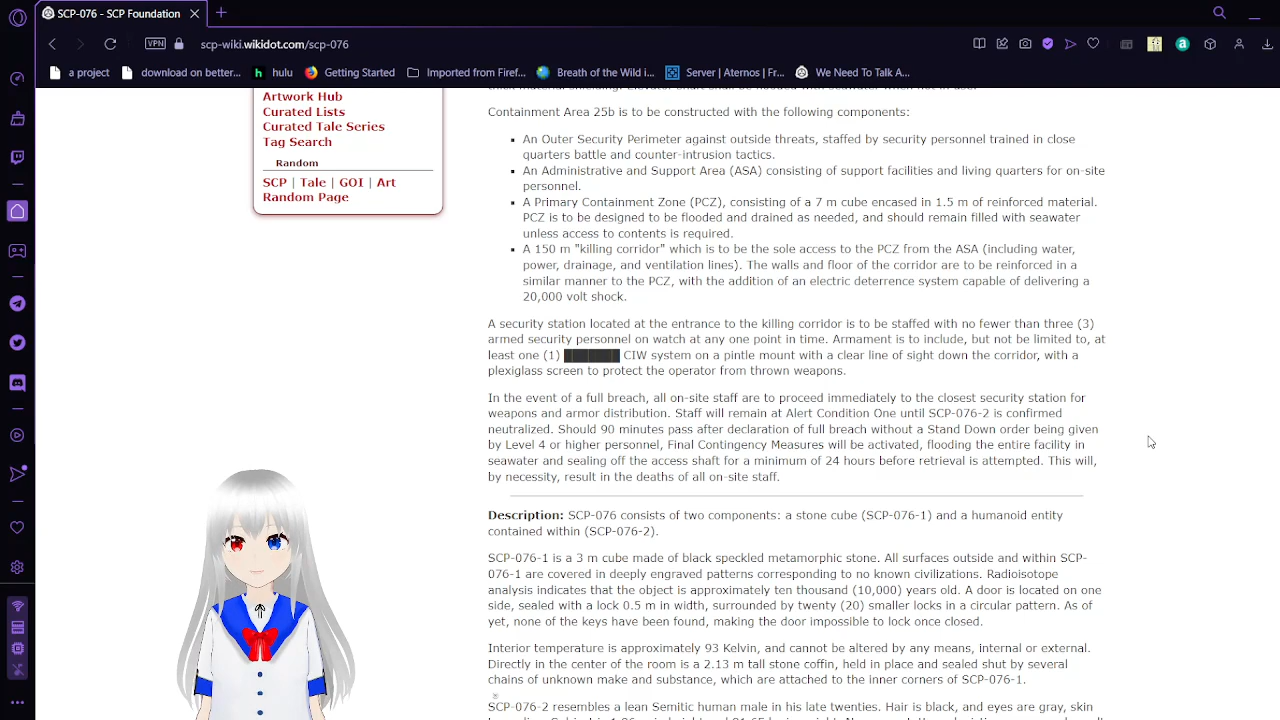 SCP-076 - SCP Foundation
VPN
scp-wiki.wikidot.com/scp-076
a project
download on better...
hulu
Getting Started
Imported from Firef...
Breath of the Wild i...
Server | Aternos | Fr...
We Need To Talk A...
Artwork Hub
Curated Lists
Curated Tale Series
Tag Search
Random
SCP | Tale | GOI | Art
Random Page
Containment Area 25b is to be constructed with the following components:
An Outer Security Perimeter against outside threats, staffed by security personnel trained in close
quarters battle and counter-intrusion tactics.
An Administrative and Support Area (ASA) consisting of support facilities and living quarters for on-site
personnel.
A Primary Containment Zone (PCZ), consisting of a 7 m cube encased in 1.5 m of reinforced material.
PCZ is to be designed to be flooded and drained as needed, and should remain filled with seawater
unless access to contents is required.
A 150 m "killing corridor" which is to be the sole access to the PCZ from the ASA (including water,
power, drainage, and ventilation lines). The walls and floor of the corridor are to be reinforced in a
similar manner to the PCZ, with the addition of an electric deterrence system capable of delivering a
20,000 volt shock.
A security station located at the entrance to the killing corridor is to be staffed with no fewer than three (3)
armed security personnel on watch at any one point in time. Armament is to include, but not be limited to, at
least one (1) ███████ CIW system on a pintle mount with a clear line of sight down the corridor, with a
plexiglass screen to protect the operator from thrown weapons.
In the event of a full breach, all on-site staff are to proceed immediately to the closest security station for
weapons and armor distribution. Staff will remain at Alert Condition One until SCP-076-2 is confirmed
neutralized. Should 90 minutes pass after declaration of full breach without a Stand Down order being given
by Level 4 or higher personnel, Final Contingency Measures will be activated, flooding the entire facility in
seawater and sealing off the access shaft for a minimum of 24 hours before retrieval is attempted. This will,
by necessity, result in the deaths of all on-site staff.
Description: SCP-076 consists of two components: a stone cube (SCP-076-1) and a humanoid entity
contained within (SCP-076-2).
SCP-076-1 is a 3 m cube made of black speckled metamorphic stone. All surfaces outside and within SCP-
076-1 are covered in deeply engraved patterns corresponding to no known civilizations. Radioisotope
analysis indicates that the object is approximately ten thousand (10,000) years old. A door is located on one
side, sealed with a lock 0.5 m in width, surrounded by twenty (20) smaller locks in a circular pattern. As of
yet, none of the keys have been found, making the door impossible to lock once closed.
Interior temperature is approximately 93 Kelvin, and cannot be altered by any means, internal or external.
Directly in the center of the room is a 2.13 m tall stone coffin, held in place and sealed shut by several
chains of unknown make and substance, which are attached to the inner corners of SCP-076-1.
SCP-076-2 resembles a lean Semitic human male in his late twenties. Hair is black, and eyes are gray, skin